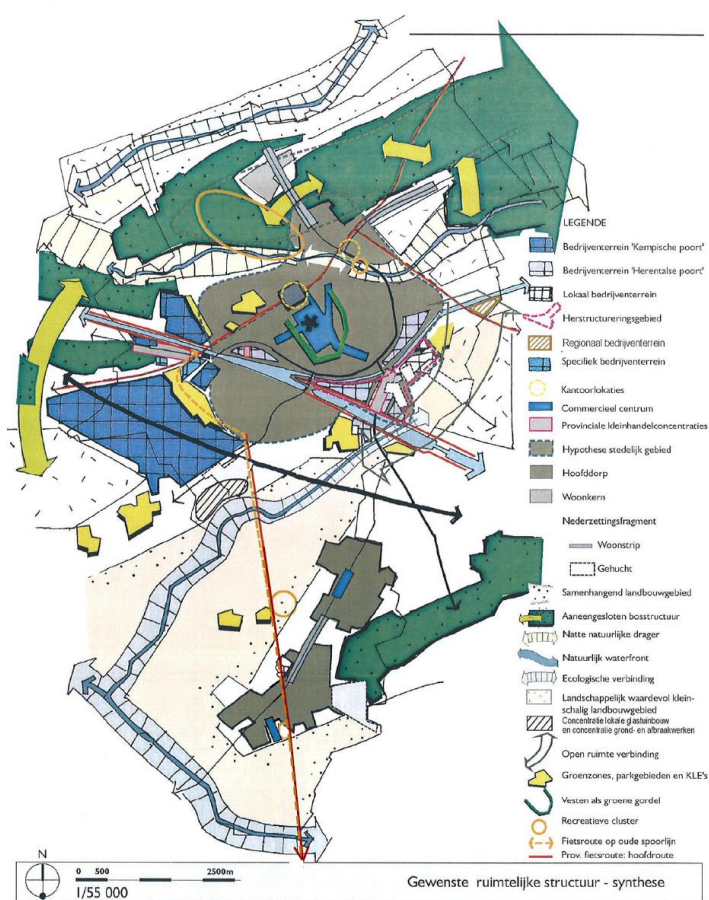 LEGENDE
Bedrijventerrein 'Kempische poort'
Bedrijventerrein 'Herentalse poort'
Lokaal bedrijventerrein
Herstructureringsgebied
Regionaal bedrijventerrein
Specifiek bedrijventerrein
Kantoorlokaties
Commercieel centrum
Provinciale kleinhandelconcentraties
Hypothese stedelijk gebied
Hoofddorp
Woonkern
Nederzettingsfragment
Woonstrip
Gehucht
Samenhangend landbouwgebied
Aaneengesloten bosstructuur
Natte natuurlijke drager
Natuurlijk waterfront
Ecologische verbinding
Landschappelijk waardevol klein-
schalig landbouwgebied
Concentratie lokale glastuinbouw
en concentratie grond- en afbraakwerken
Open ruimte verbinding
Groenzones, parkgebieden en KLE's
Vesten als groene gordel
Recreatieve cluster
Fietsroute op oude spoorlijn
Prov. fietsroute: hoofdroute
N
0 500 2500m
1/55 000
Gewenste ruimtelijke structuur - synthese